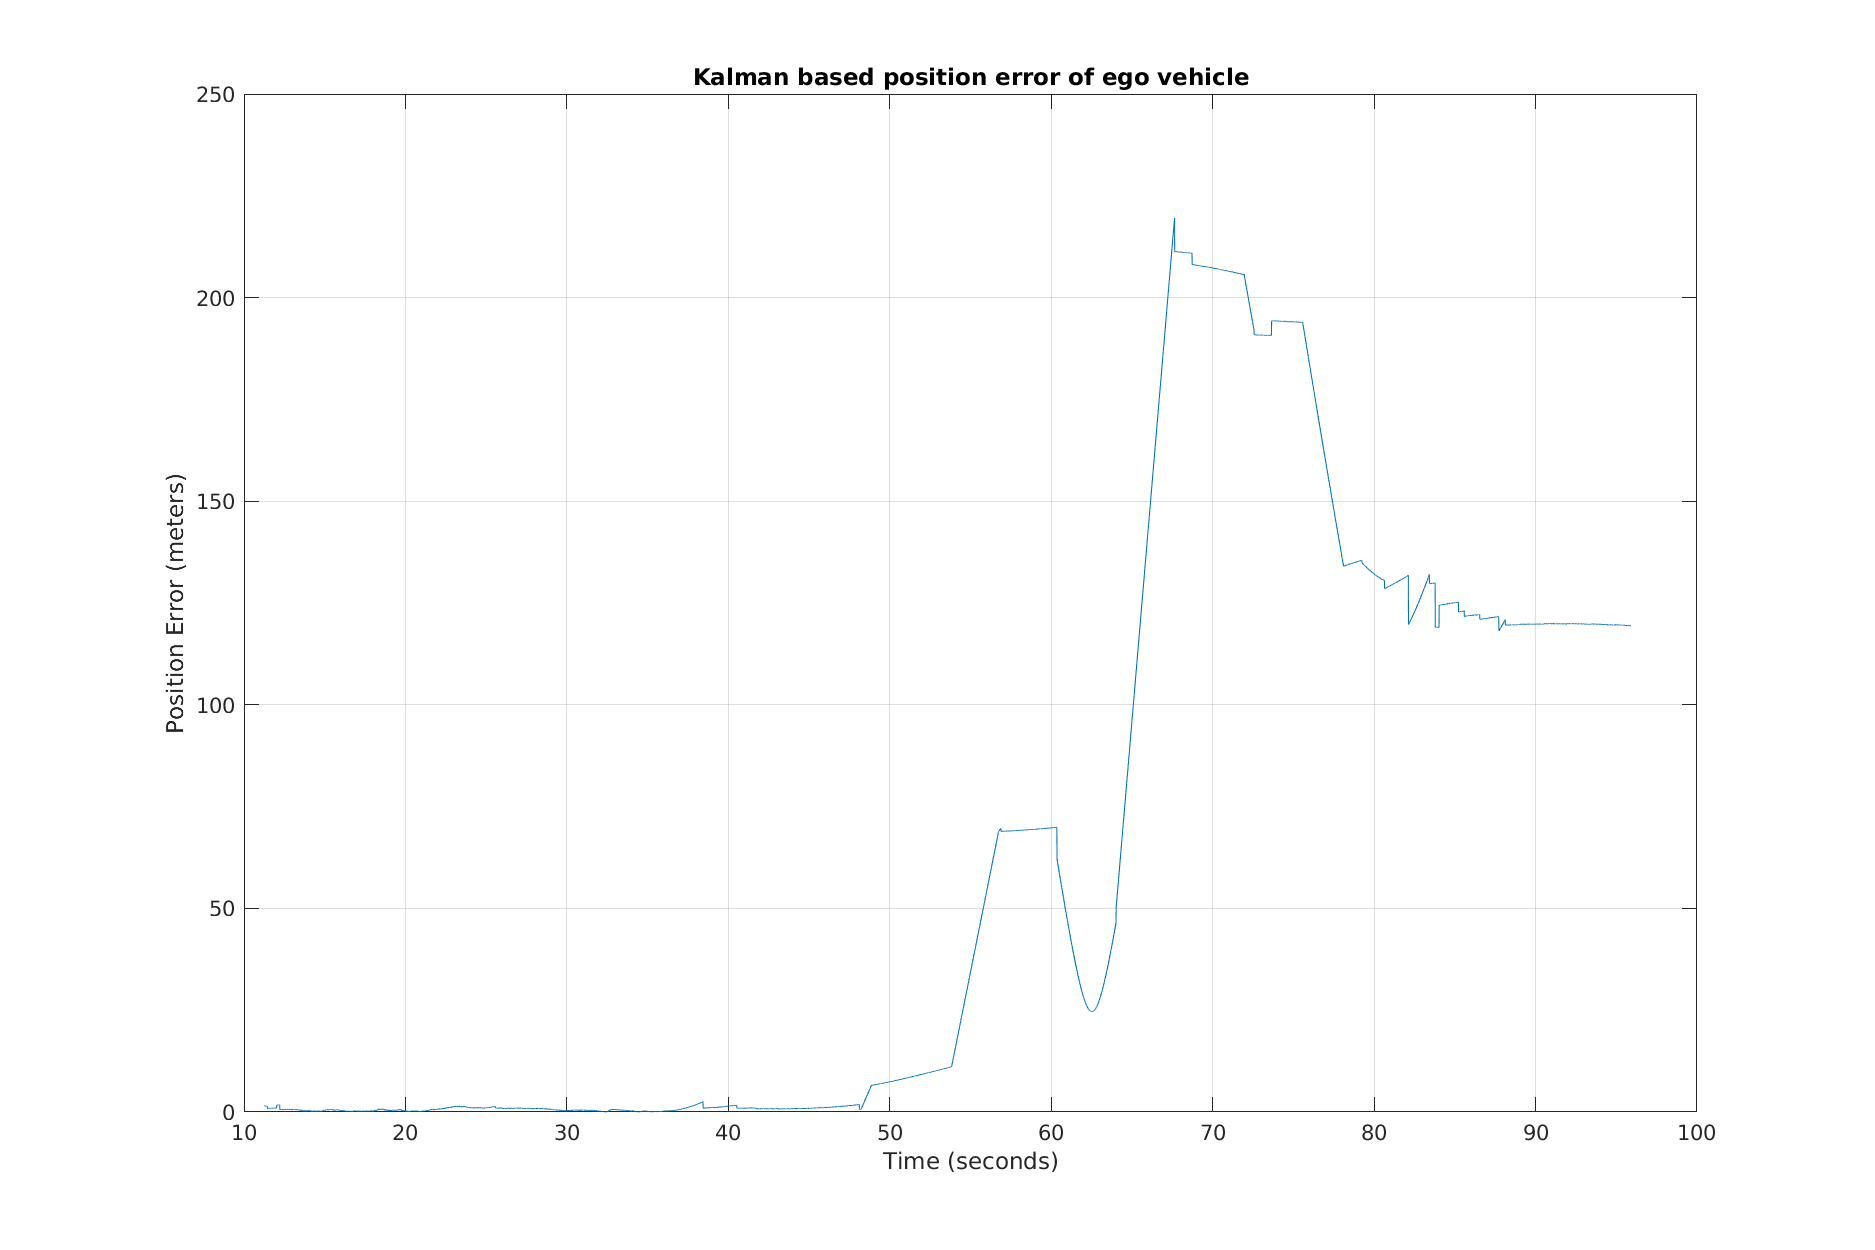 Kalman based position error of ego vehicle
250
200
150
100
50
0
Position Error (meters)
10 20 30 40 50 60 70 80 90 100
Time (seconds)